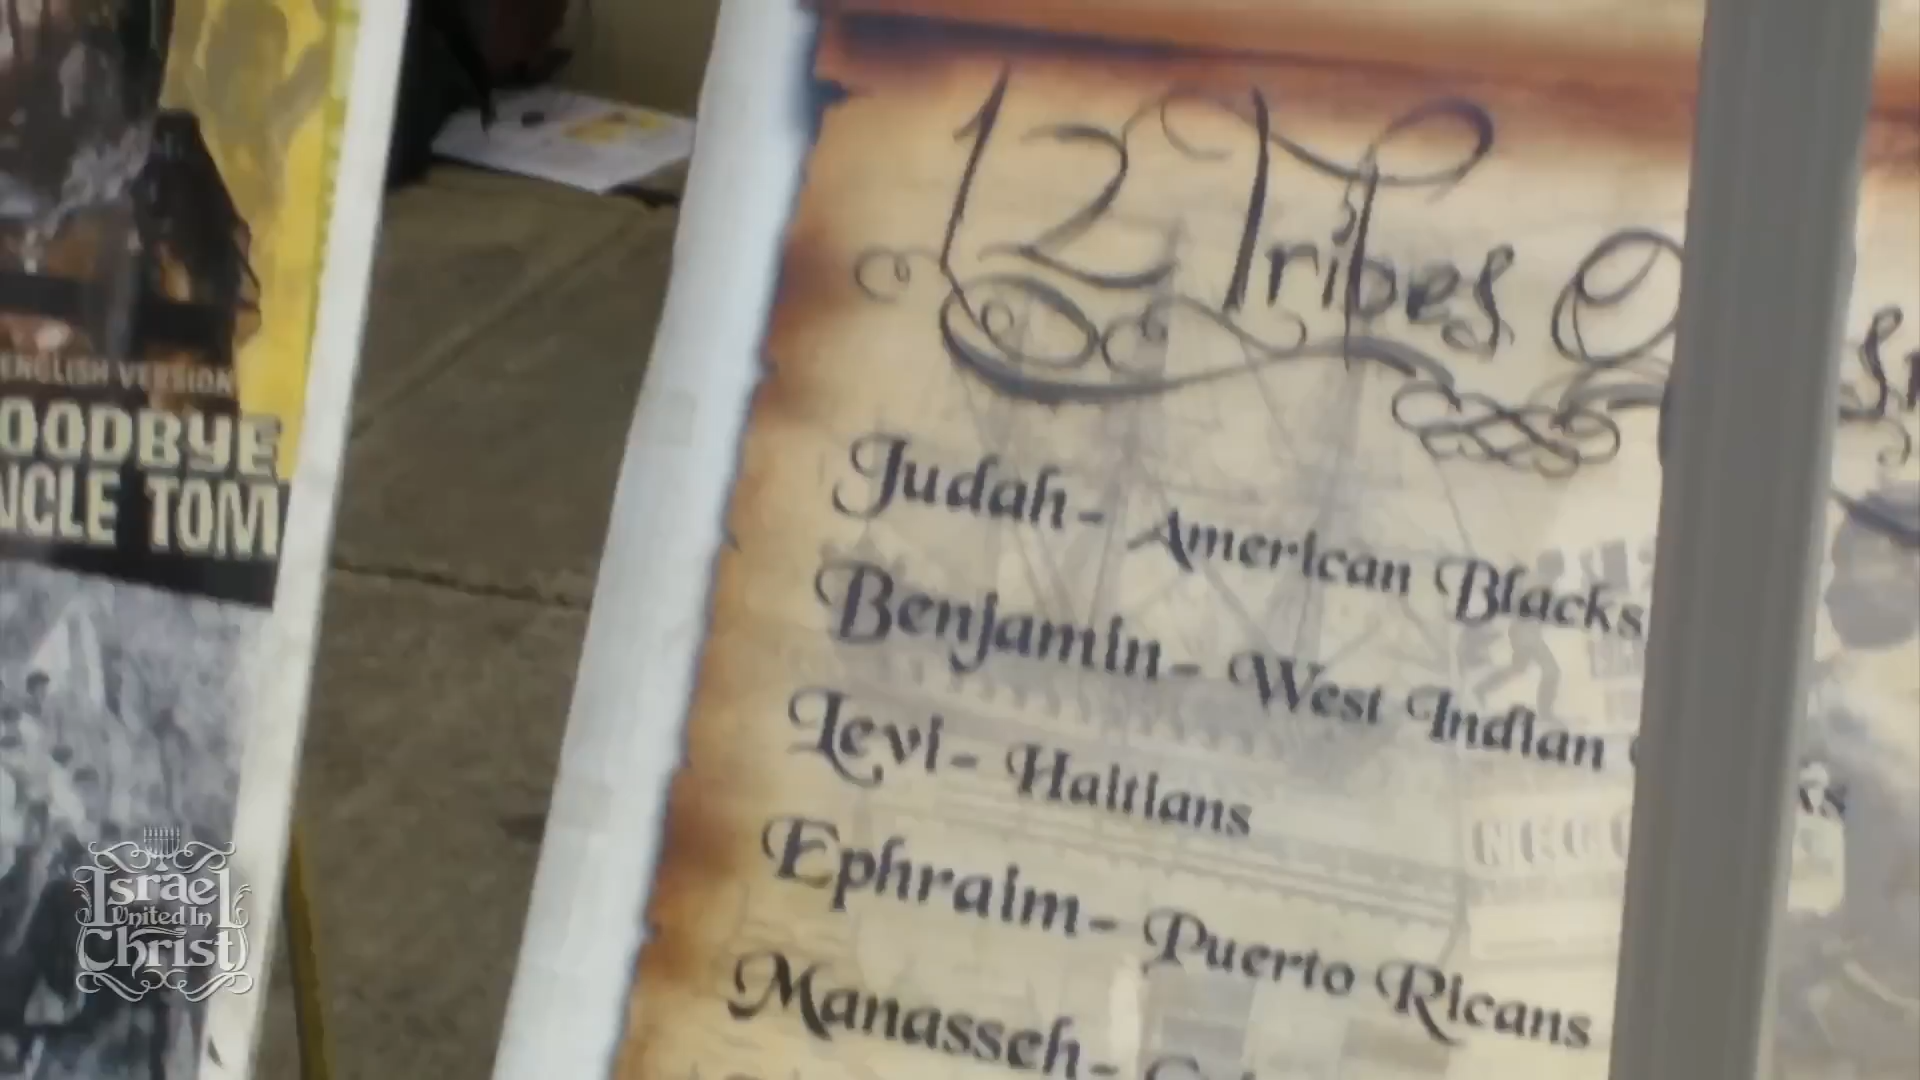 ENGLISH VERSION
OODBYE
NCLE TOM
12 Tribes O
Judah- American Blacks
Benjamin- West Indian
ks
Levi- Haitians
Ephraim- Puerto Ricans
Manasseh-
Israel
United In
Christ